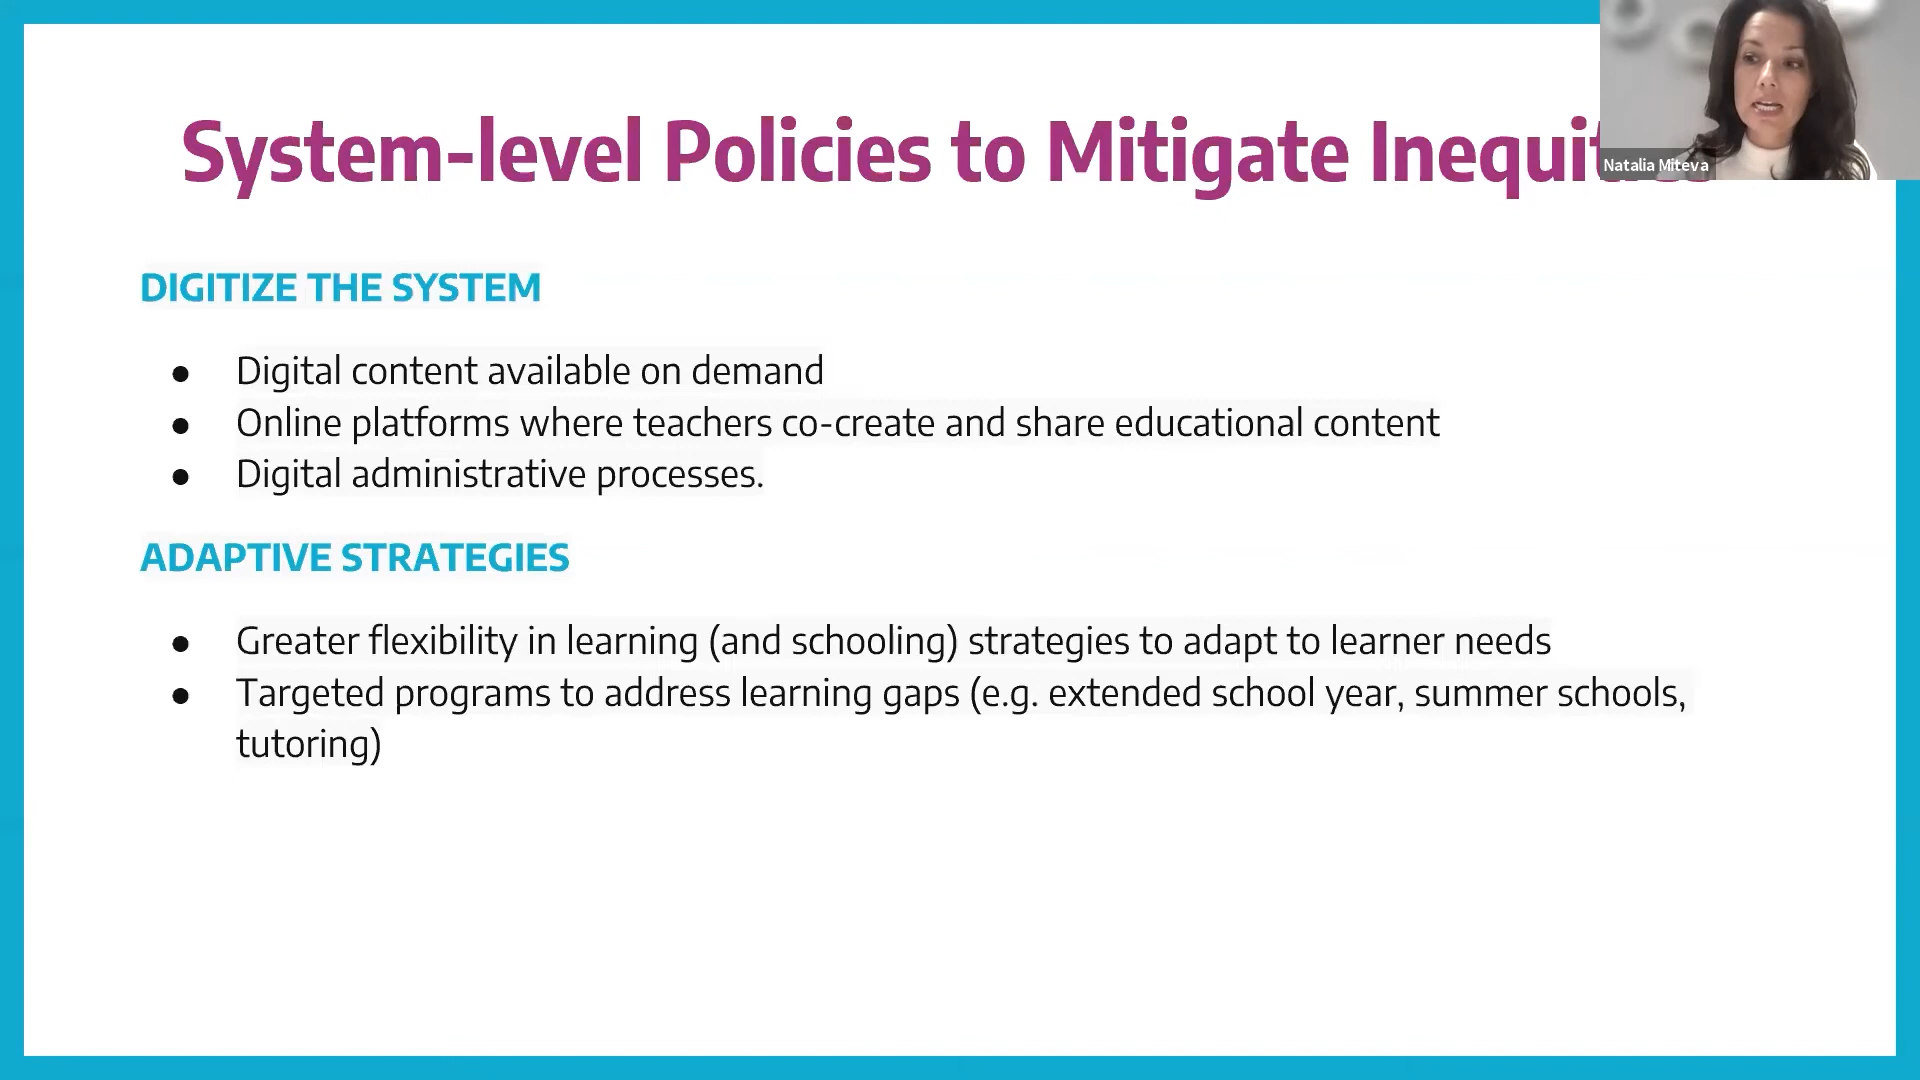 System-level Policies to Mitigate
Natalia Miteva
DIGITIZE THE SYSTEM
● Digital content available on demand
● Online platforms where teachers co-create and share educational content
● Digital administrative processes.
ADAPTIVE STRATEGIES
● Greater flexibility in learning (and schooling) strategies to adapt to learner needs
● Targeted programs to address learning gaps (e.g. extended school year, summer schools,
tutoring)